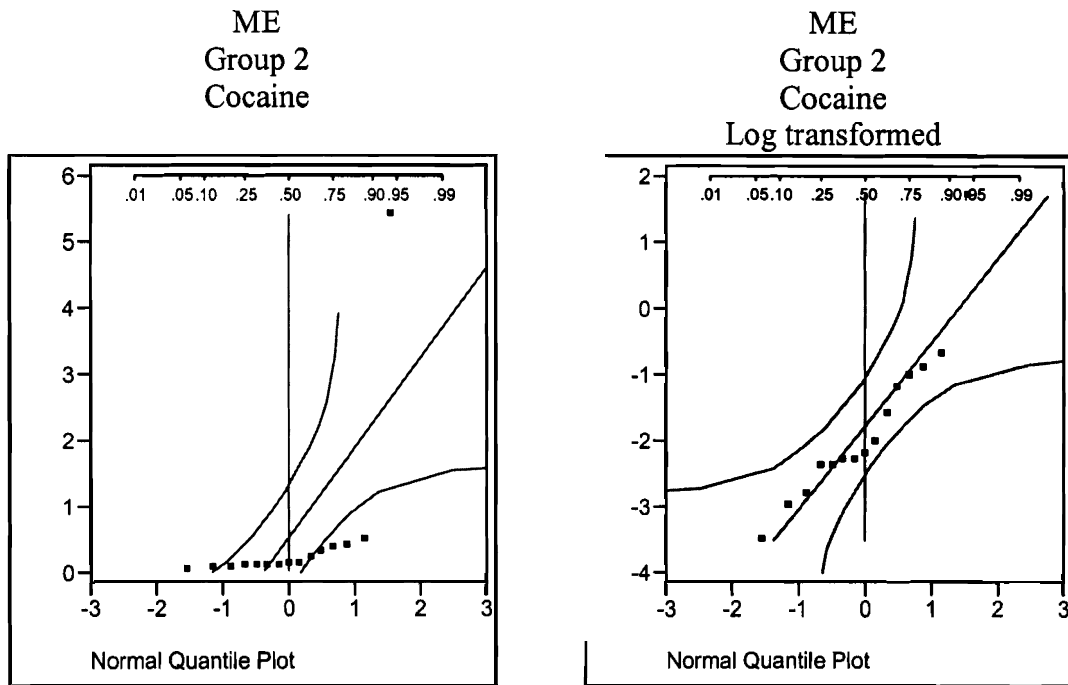 ME
Group 2
Cocaine
6
5
4
3
2
1
0
.01 .05 .10 .25 .50 .75 .90 .95 .99
-3 -2 -1 0 1 2 3
Normal Quantile Plot
ME
Group 2
Cocaine
Log transformed
2
1
0
-1
-2
-3
-4
.01 .05 .10 .25 .50 .75 .90 .95 .99
-3 -2 -1 0 1 2 3
Normal Quantile Plot